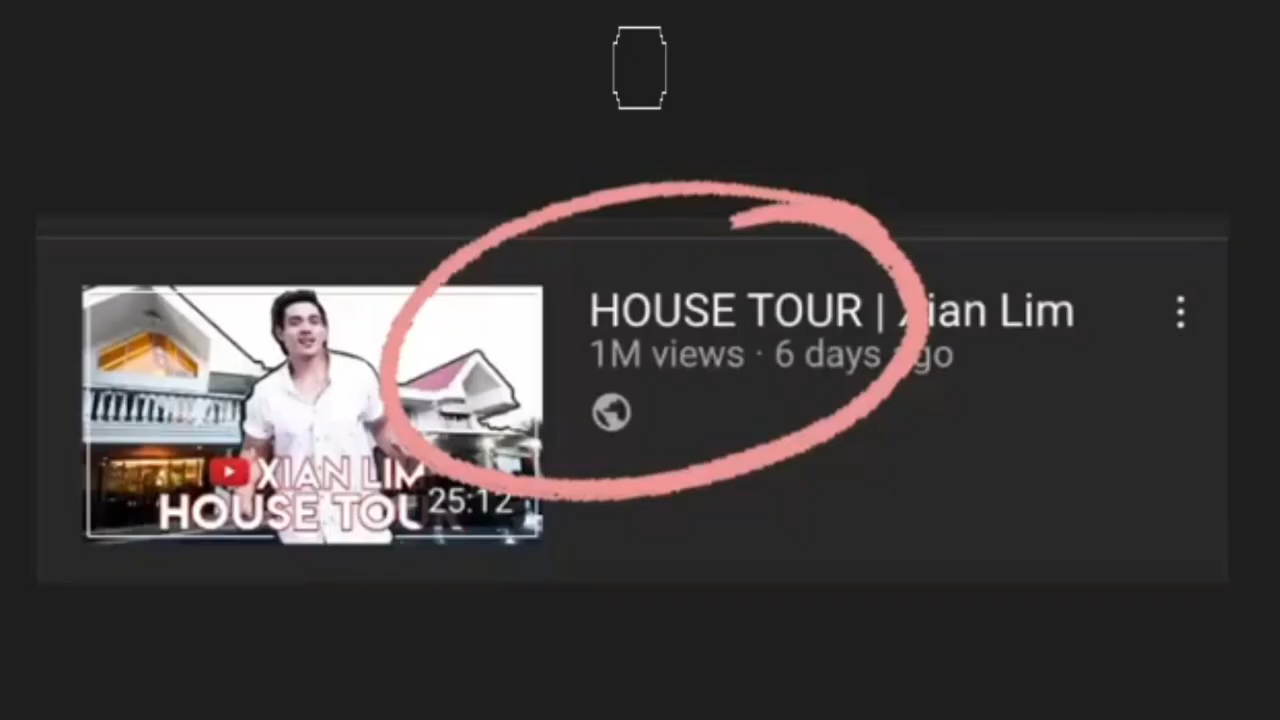 HOUSE TOUR | Xian Lim
1M views · 6 days ago
XIAN LIM
HOUSE TOU
25:12